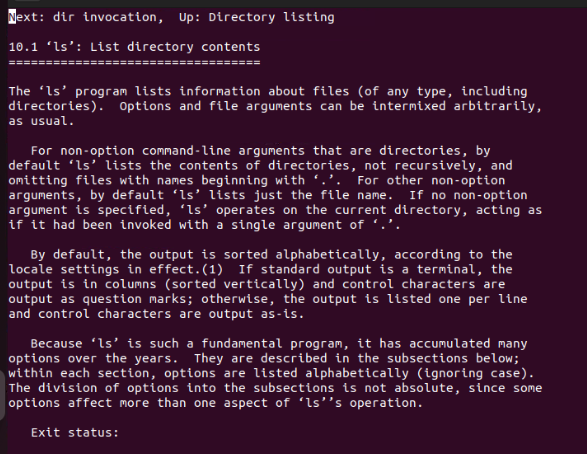 Next: dir invocation,  Up: Directory listing
10.1 ‘ls’: List directory contents
==================================
The ‘ls’ program lists information about files (of any type, including
directories).  Options and file arguments can be intermixed arbitrarily,
as usual.
For non-option command-line arguments that are directories, by
default ‘ls’ lists the contents of directories, not recursively, and
omitting files with names beginning with ‘.’.  For other non-option
arguments, by default ‘ls’ lists just the file name.  If no non-option
argument is specified, ‘ls’ operates on the current directory, acting as
if it had been invoked with a single argument of ‘.’.
By default, the output is sorted alphabetically, according to the
locale settings in effect.(1)  If standard output is a terminal, the
output is in columns (sorted vertically) and control characters are
output as question marks; otherwise, the output is listed one per line
and control characters are output as-is.
Because ‘ls’ is such a fundamental program, it has accumulated many
options over the years.  They are described in the subsections below;
within each section, options are listed alphabetically (ignoring case).
The division of options into the subsections is not absolute, since some
options affect more than one aspect of ‘ls’’s operation.
Exit status: